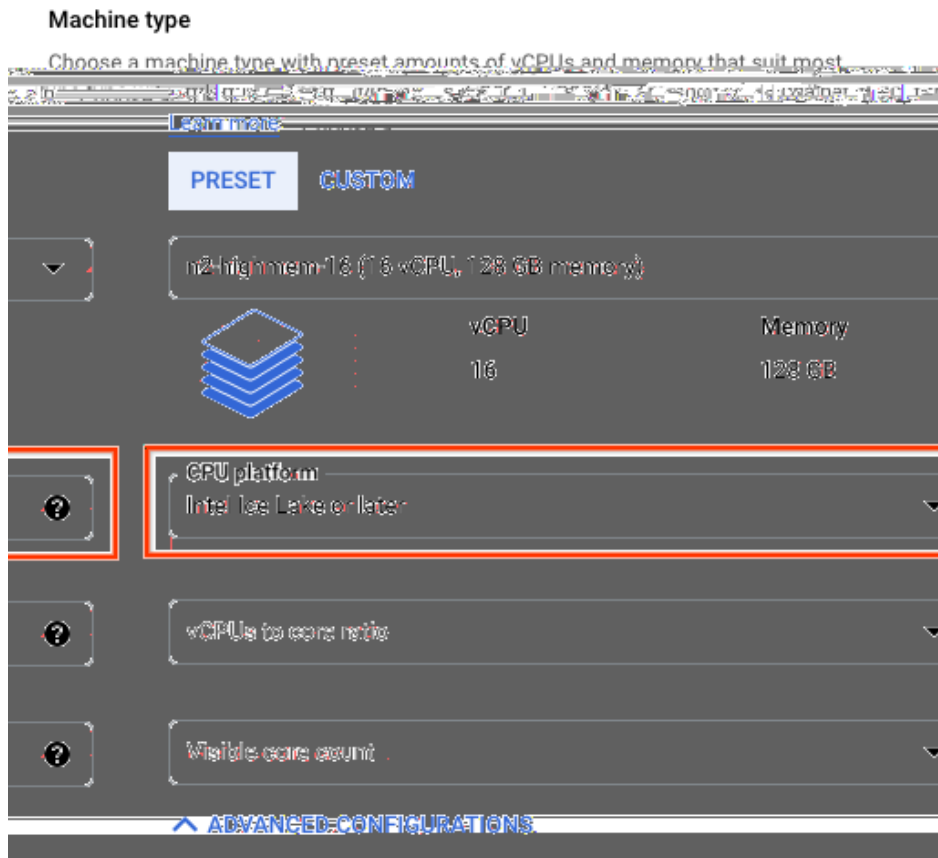 Machine type
Choose a machine type with preset amounts of vCPUs and memory that suit most
Learn more
PRESET
CUSTOM
n2-highmem-16 (16 vCPU, 128 GB memory)
vCPU
Memory
16
128 GB
CPU platform
Intel Ice Lake or later
vCPUs to core ratio
Visible core count
ADVANCED CONFIGURATIONS